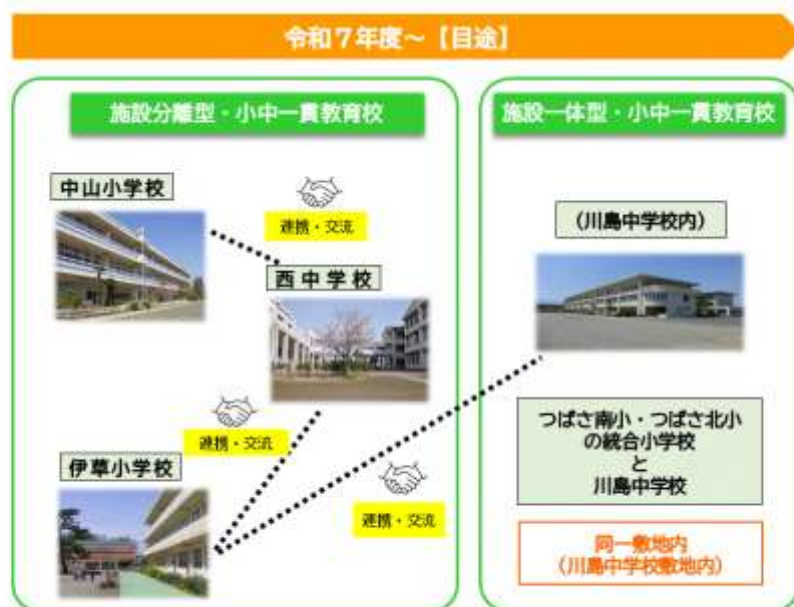 令和７年度～【目途】
施設分離型・小中一貫教育校
施設一体型・小中一貫教育校
中山小学校
連携・交流
西中学校
（川島中学校内）
連携・交流
伊草小学校
連携・交流
つばさ南小・つばさ北小
の統合小学校
と
川島中学校
同一敷地内
（川島中学校敷地内）